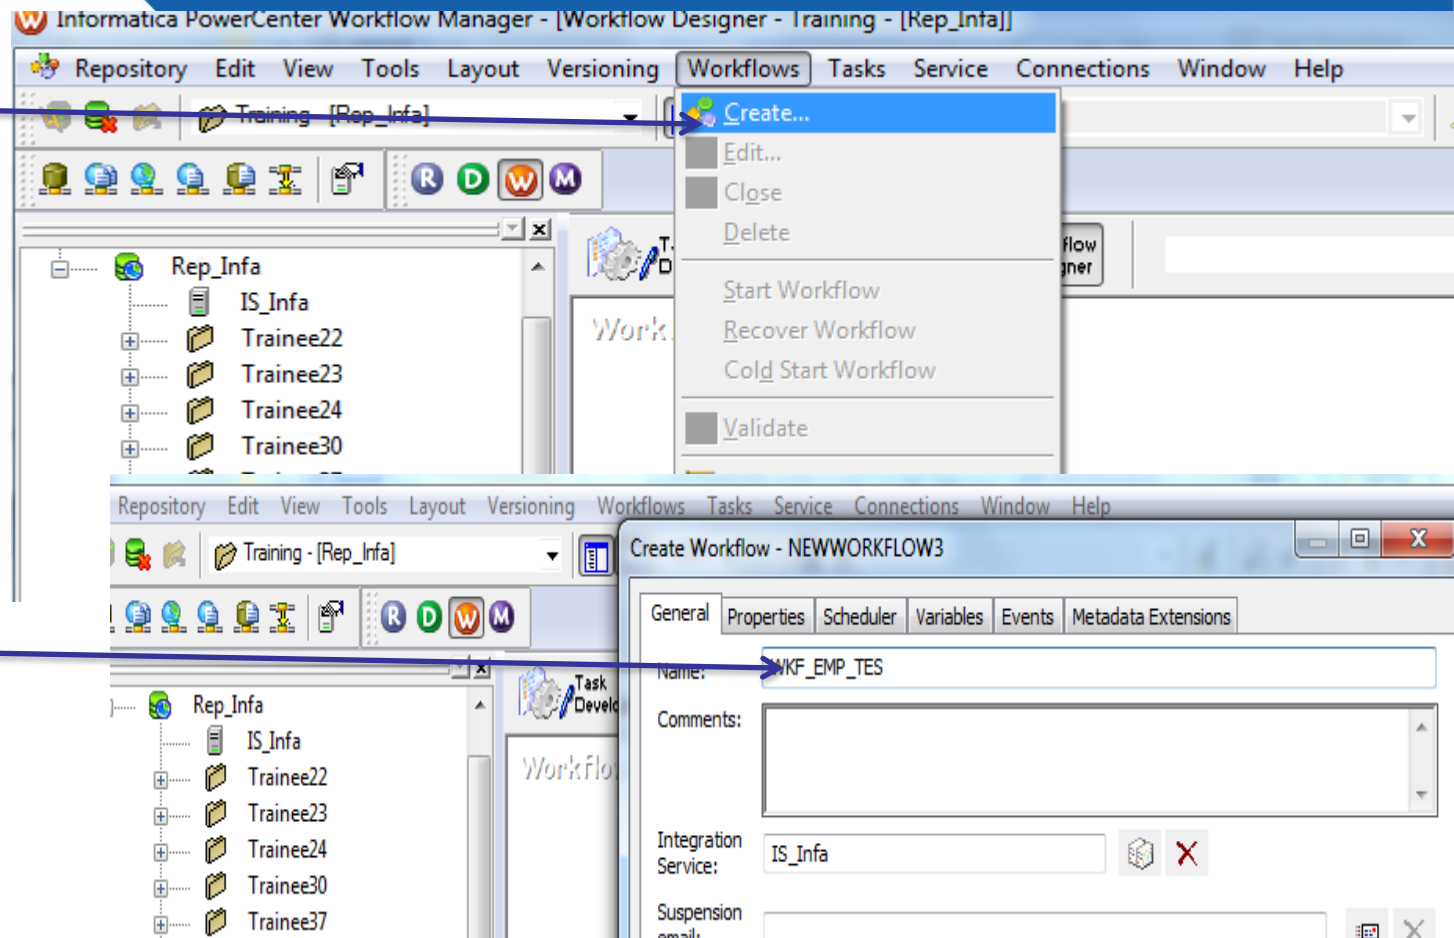 Informatica PowerCenter Workflow Manager - [Workflow Designer - Training - [Rep_Infa]]
Repository Edit View Tools Layout Versioning Workflows Tasks Service Connections Window Help
Training - [Rep_Infa]
Create...
Edit...
Close
Delete
Start Workflow
Recover Workflow
Cold Start Workflow
Validate
R D W M
Rep_Infa
IS_Infa
Trainee22
Trainee23
Trainee24
Trainee30
Repository Edit View Tools Layout Versioning Workflows Tasks Service Connections Window Help
Training - [Rep_Infa]
R D W M
Task
Rep_Infa
IS_Infa
Trainee22
Trainee23
Trainee24
Trainee30
Trainee37
Create Workflow - NEWWORKFLOW3
General Properties Scheduler Variables Events Metadata Extensions
Name: WKF_EMP_TES
Comments:
Integration
Service: IS_Infa
Suspension
email: